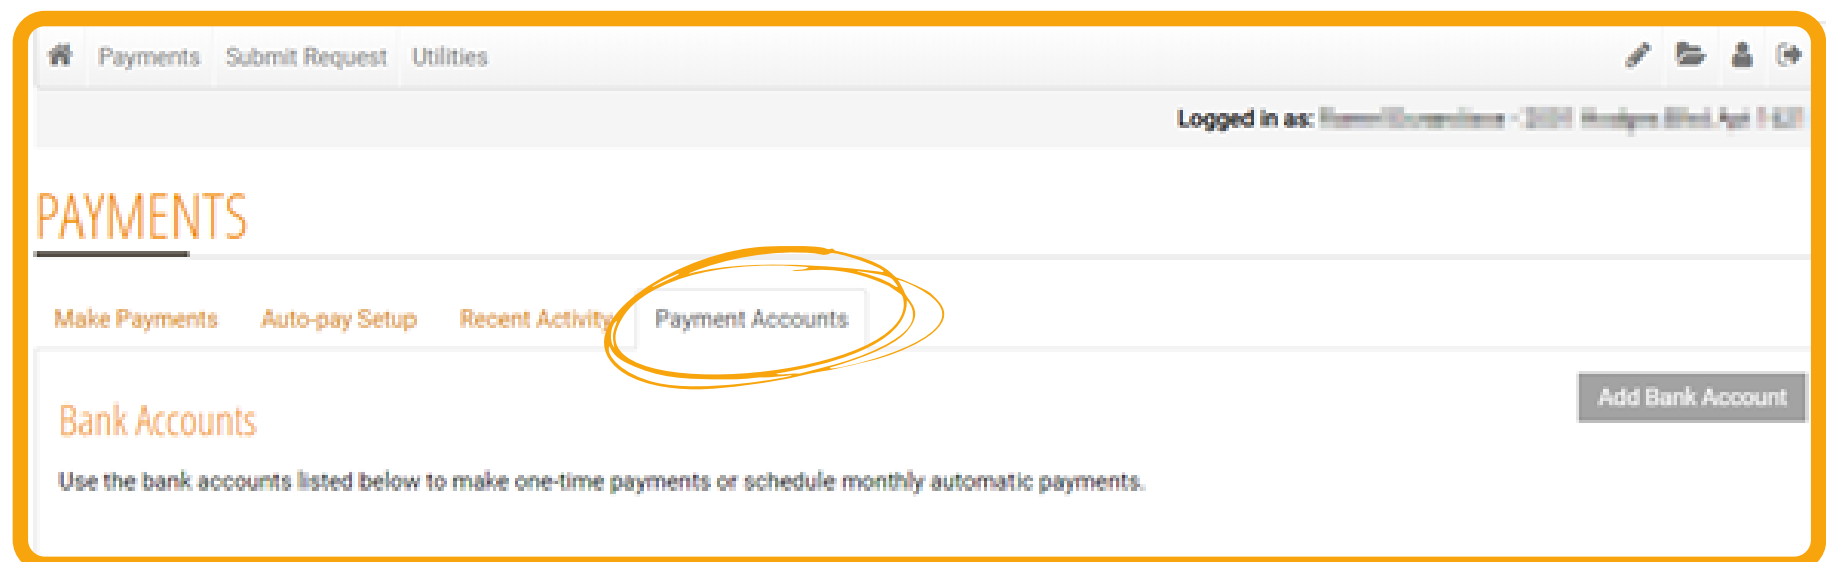 Payments Submit Request Utilities
Logged in as:
PAYMENTS
Make Payments Auto-pay Setup Recent Activity Payment Accounts
Add Bank Account
Bank Accounts
Use the bank accounts listed below to make one-time payments or schedule monthly automatic payments.